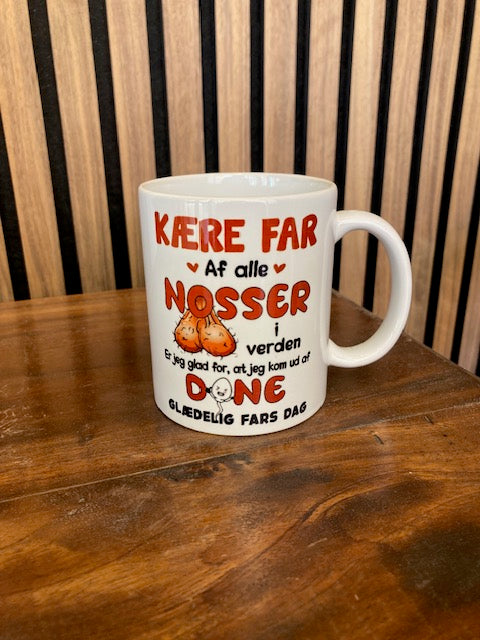 KÆRE FAR
Af alle
NOSSER
i
verden
Er jeg glad for, at jeg kom ud af
DINE
GLÆDELIG FARS DAG